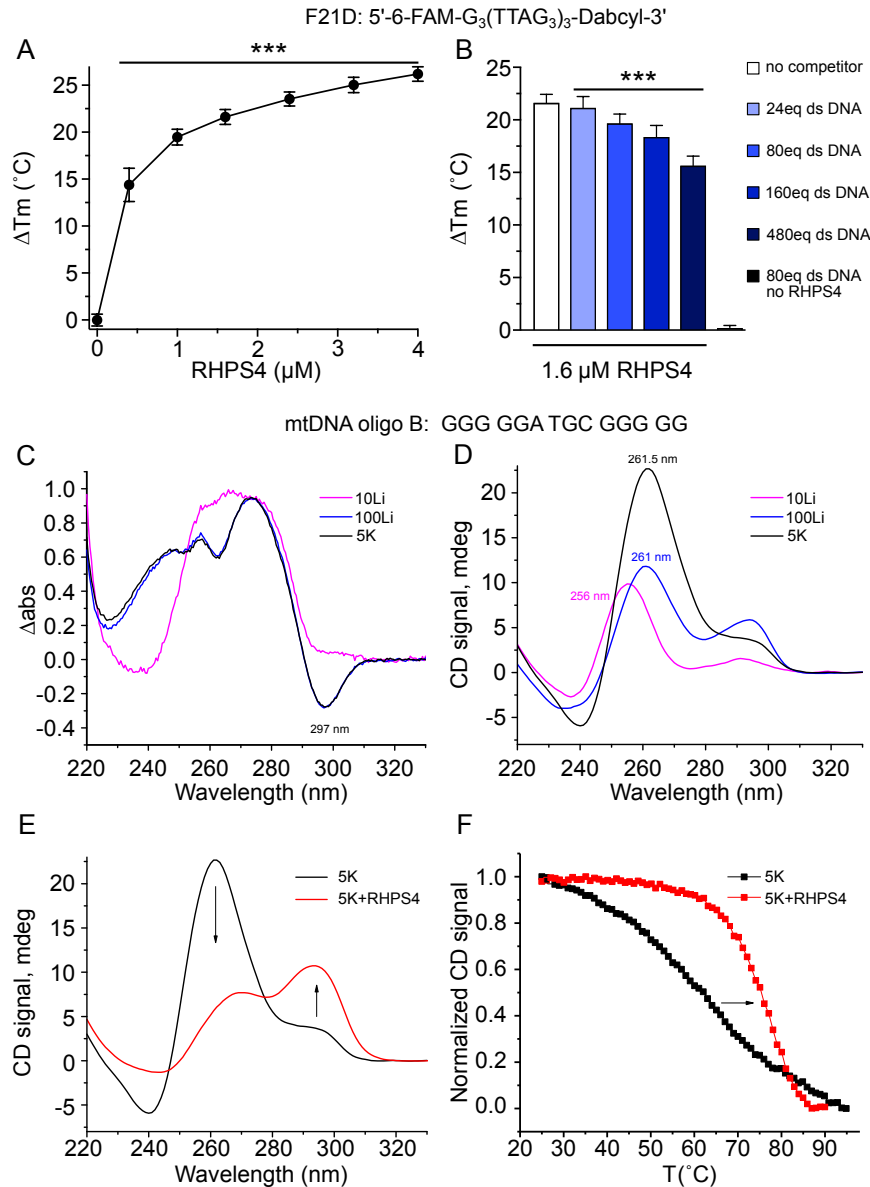 F21D: 5'-6-FAM-G₃(TTAG₃)₃-Dabcyl-3'
A
***
25
20
15
10
5
0
ΔTm (˚C)
0 1 2 3 4
RHPS4 (µM)
B
***
25
20
15
10
5
0
ΔTm (˚C)
1.6 µM RHPS4
no competitor
24eq ds DNA
80eq ds DNA
160eq ds DNA
480eq ds DNA
80eq ds DNA
no RHPS4
mtDNA oligo B: GGG GGA TGC GGG GG
C
10Li
100Li
5K
1.0
0.8
0.6
0.4
0.2
0.0
-0.2
-0.4
Δabs
297 nm
220 240 260 280 300 320
Wavelength (nm)
D
261.5 nm
10Li
100Li
5K
261 nm
256 nm
20
15
10
5
0
-5
CD signal, mdeg
220 240 260 280 300 320
Wavelength (nm)
E
5K
5K+RHPS4
20
15
10
5
0
-5
CD signal, mdeg
220 240 260 280 300 320
Wavelength (nm)
F
5K
5K+RHPS4
1.0
0.8
0.6
0.4
0.2
0.0
Normalized CD signal
20 30 40 50 60 70 80 90
T(˚C)